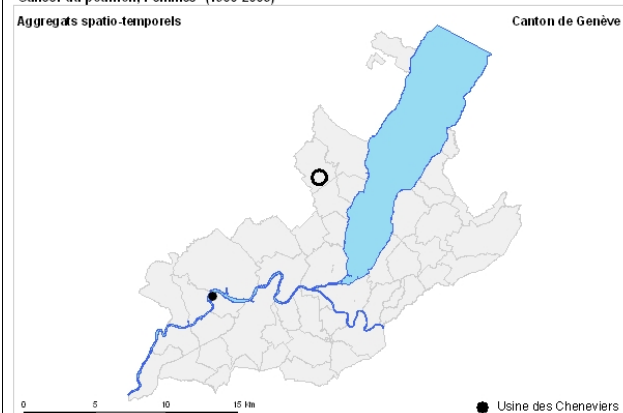 Aggregats spatio-temporels
Canton de Genève
0 5 10 15 Km
Usine des Cheneviers